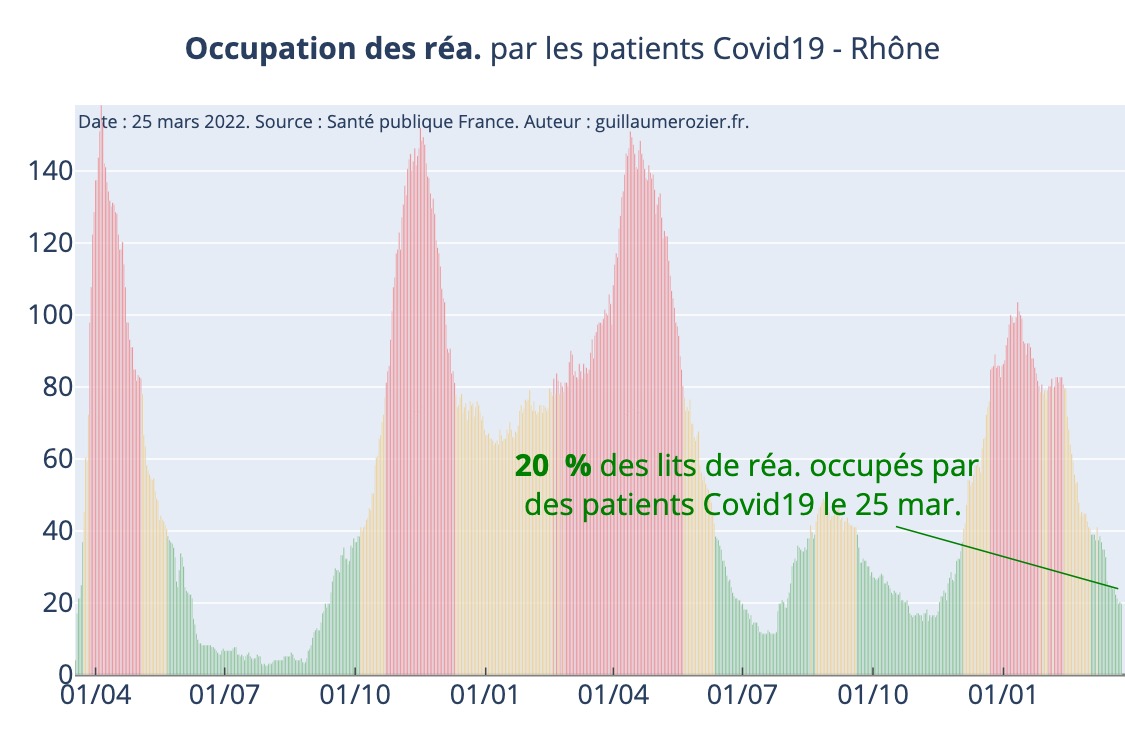 Occupation des réa. par les patients Covid19 - Rhône
Date : 25 mars 2022. Source : Santé publique France. Auteur : guillaumerozier.fr.
140
120
100
80
60
40
20
0
20  % des lits de réa. occupés par
des patients Covid19 le 25 mar.
01/04 01/07 01/10 01/01 01/04 01/07 01/10 01/01